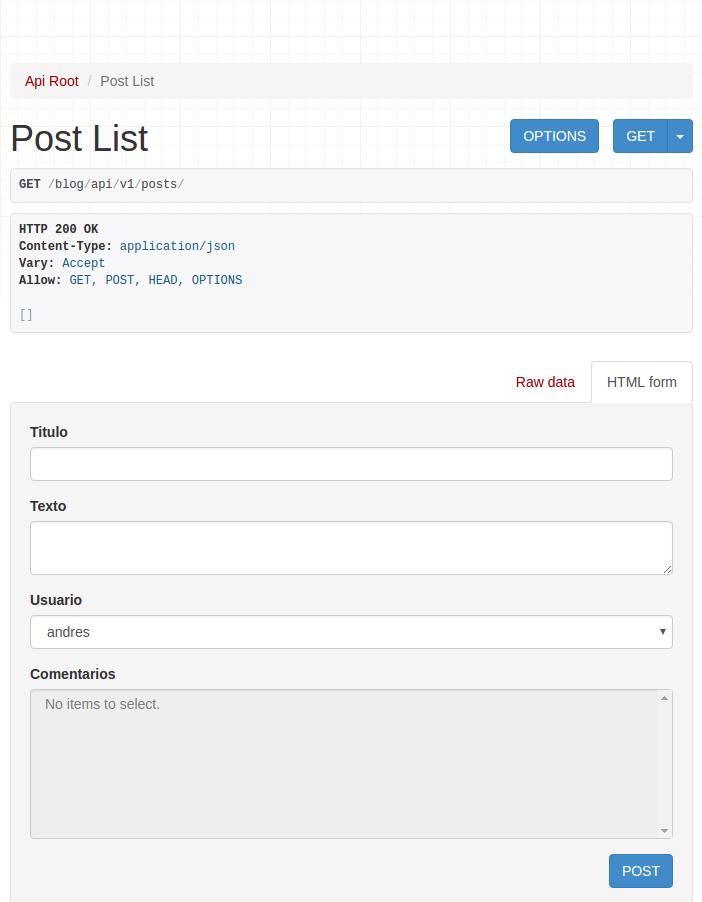 Api Root / Post List
Post List
OPTIONS
GET
GET /blog/api/v1/posts/
HTTP 200 OK
Content-Type: application/json
Vary: Accept
Allow: GET, POST, HEAD, OPTIONS
[]
Raw data
HTML form
Titulo
Texto
Usuario
andres
Comentarios
No items to select.
POST